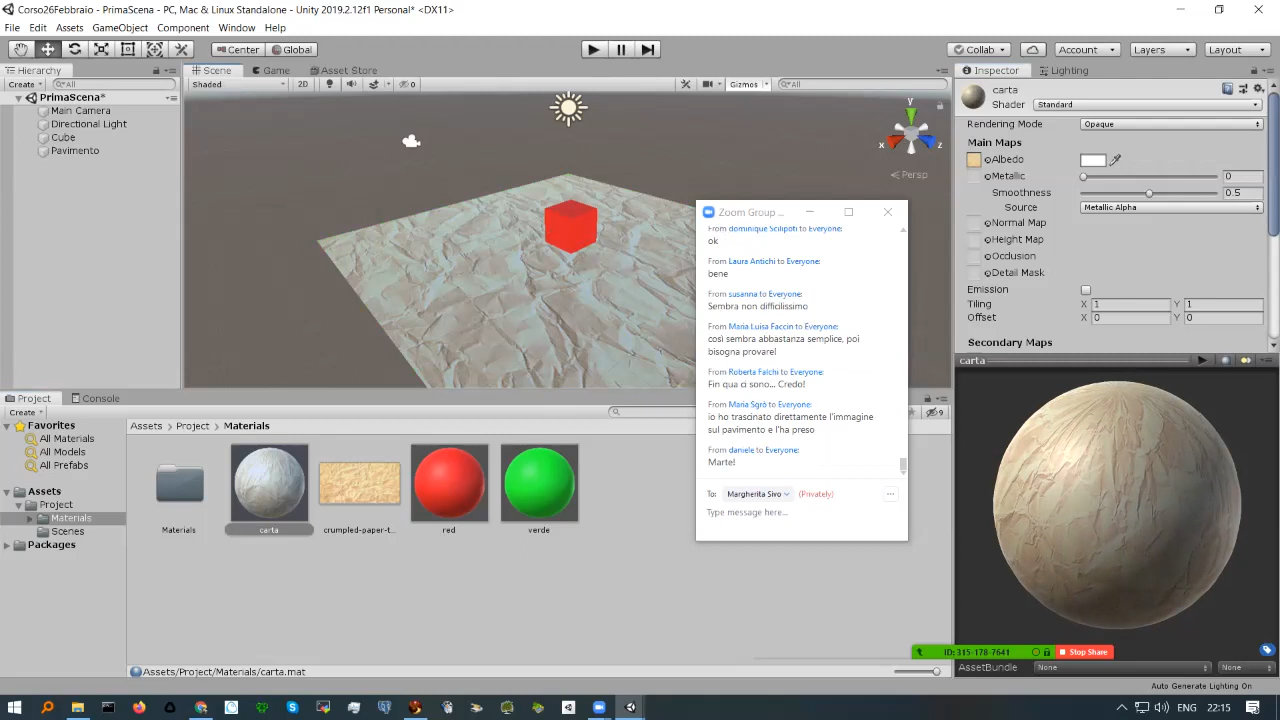 Corso26Febbraio - PrimaScena - PC, Mac & Linux Standalone - Unity 2019.2.12f1 Personal* <DX11>
File Edit Assets GameObject Component Window Help
Center Global Collab Account Layers Layout
Hierarchy Scene Game Asset Store Inspector Lighting
Create All Shaded 2D 0 Gizmos All carta
Shader Standard
PrimaScena*
Main Camera
Directional Light
Cube
Pavimento
y
x
z
Persp
Rendering Mode Opaque
Main Maps
Albedo
Metallic 0
Smoothness 0.5
Source Metallic Alpha
Normal Map
Height Map
Occlusion
Detail Mask
Emission
Tiling X 1 Y 1
Offset X 0 Y 0
Secondary Maps
carta
Zoom Group ...
From dominique Scilipoti to Everyone:
ok
From Laura Antichi to Everyone:
bene
From susanna to Everyone:
Sembra non difficilissimo
From Maria Luisa Faccin to Everyone:
così sembra abbastanza semplice, poi
bisogna provare!
From Roberta Falchi to Everyone:
Fin qua ci sono... Credo!
From Maria Sgrò to Everyone:
io ho trascinato direttamente l'immagine
sul pavimento e l'ha preso
From daniele to Everyone:
Marte!
To: Margherita Sivo (Privately)
Type message here...
Project Console
Create 9
Favorites
All Materials
All Models
All Prefabs
Assets
Project
Materials
Scenes
Packages
Assets Project Materials
Materials carta crumpled-paper-t... red verde
Assets/Project/Materials/carta.mat
ID: 315-178-7641 Stop Share
AssetBundle None None
Auto Generate Lighting On
ENG 22:15